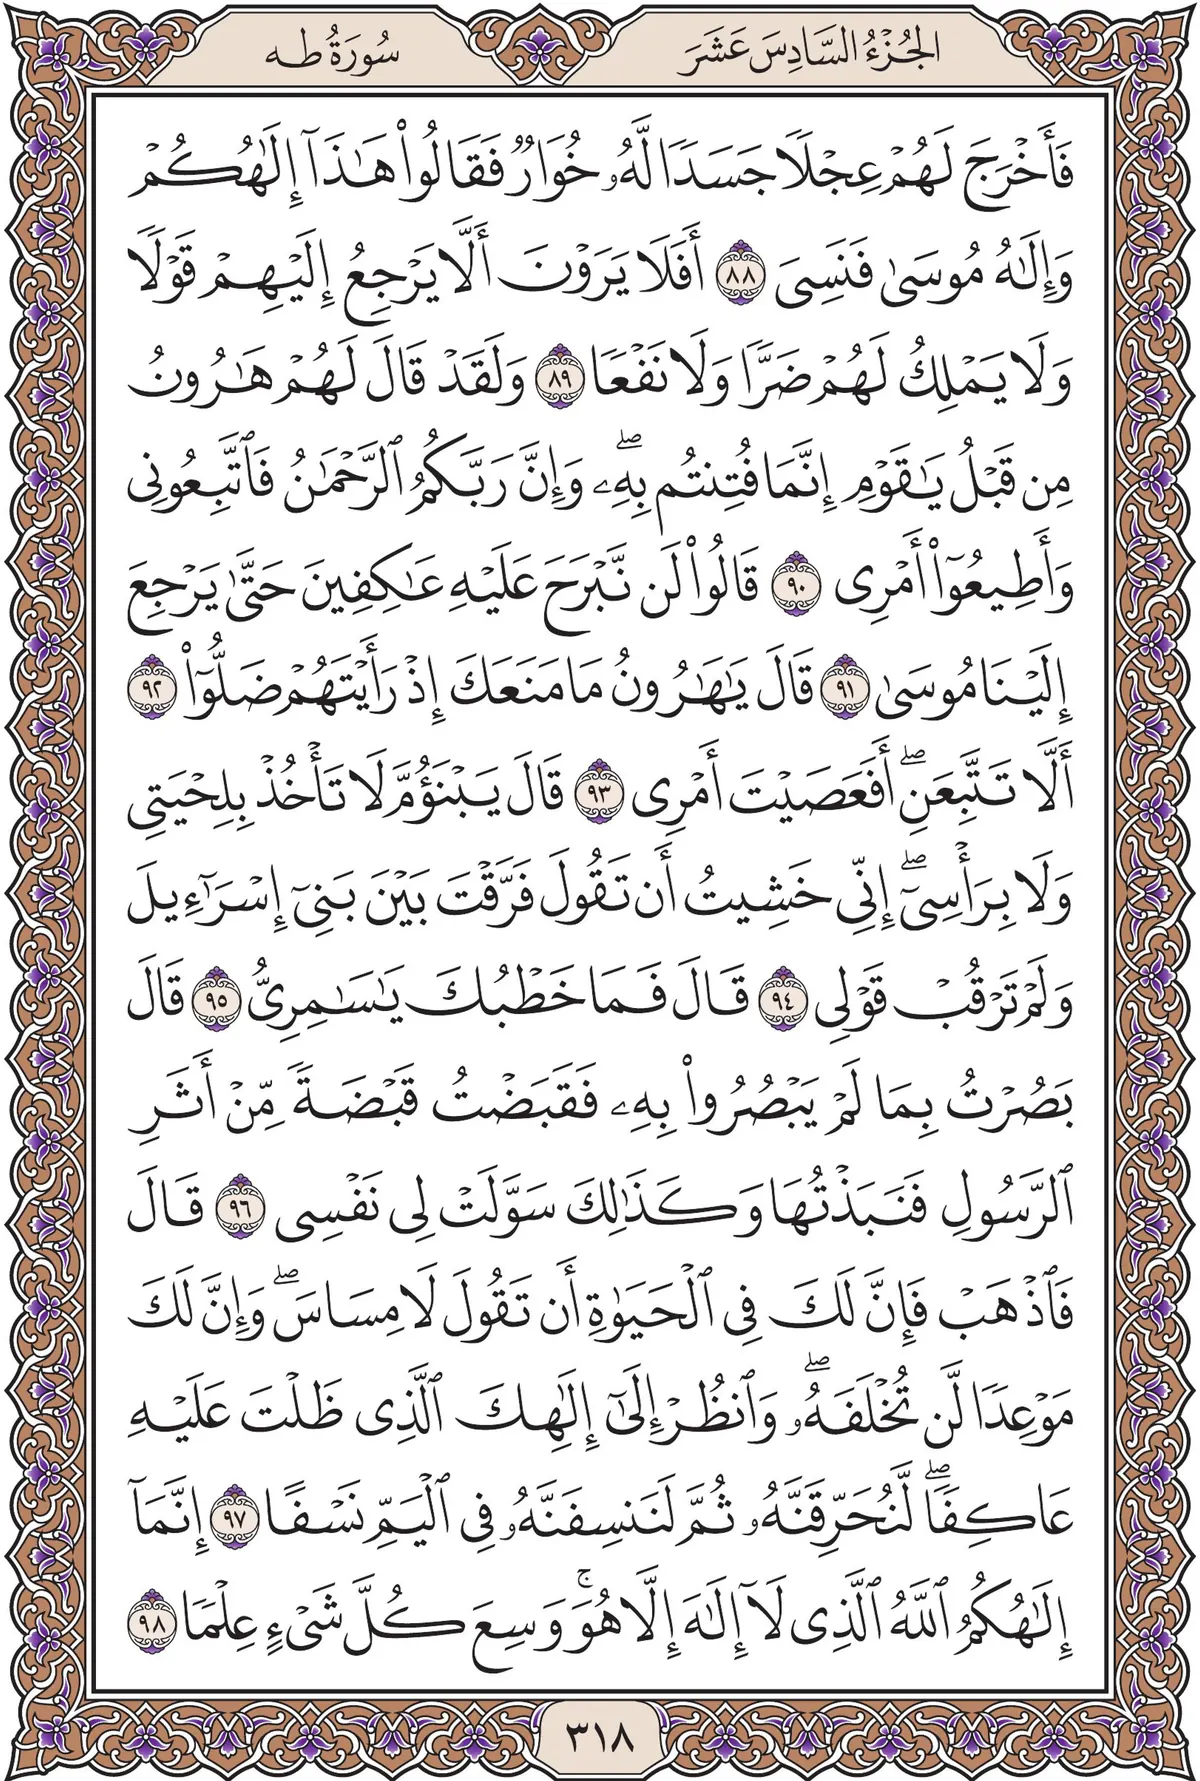 الجُزْءُ السَّادِسَ عَشَرَ
سُورَةُ طه
فَأَخْرَجَ لَهُمْ عِجْلًا جَسَدًا لَّهُۥ خُوَارٌ فَقَالُوا۟ هَٰذَآ إِلَٰهُكُمْ
وَإِلَٰهُ مُوسَىٰ فَنَسِىَ ٨٨ أَفَلَا يَرَوْنَ أَلَّا يَرْجِعُ إِلَيْهِمْ قَوْلًا
وَلَا يَمْلِكُ لَهُمْ ضَرًّا وَلَا نَفْعًا ٨٩ وَلَقَدْ قَالَ لَهُمْ هَٰرُونُ
مِن قَبْلُ يَٰقَوْمِ إِنَّمَا فُتِنتُم بِهِۦۖ وَإِنَّ رَبَّكُمُ ٱلرَّحْمَٰنُ فَٱتَّبِعُونِى
وَأَطِيعُوٓا۟ أَمْرِى ٩٠ قَالُوا۟ لَن نَّبْرَحَ عَلَيْهِ عَٰكِفِينَ حَتَّىٰ يَرْجِعَ
إِلَيْنَا مُوسَىٰ ٩١ قَالَ يَٰهَٰرُونُ مَا مَنَعَكَ إِذْ رَأَيْتَهُمْ ضَلُّوٓا۟ ٩٢
أَلَّا تَتَّبِعَنِۖ أَفَعَصَيْتَ أَمْرِى ٩٣ قَالَ يَبْنَؤُمَّ لَا تَأْخُذْ بِلِحْيَتِى
وَلَا بِرَأْسِىٓۖ إِنِّى خَشِيتُ أَن تَقُولَ فَرَّقْتَ بَيْنَ بَنِىٓ إِسْرَٰٓءِيلَ
وَلَمْ تَرْقُبْ قَوْلِى ٩٤ قَالَ فَمَا خَطْبُكَ يَٰسَٰمِرِىُّ ٩٥ قَالَ
بَصُرْتُ بِمَا لَمْ يَبْصُرُوا۟ بِهِۦ فَقَبَضْتُ قَبْضَةً مِّنْ أَثَرِ
ٱلرَّسُولِ فَنَبَذْتُهَا وَكَذَٰلِكَ سَوَّلَتْ لِى نَفْسِى ٩٦ قَالَ
فَٱذْهَبْ فَإِنَّ لَكَ فِى ٱلْحَيَوٰةِ أَن تَقُولَ لَا مِسَاسَۖ وَإِنَّ لَكَ
مَوْعِدًا لَّن تُخْلَفَهُۥۖ وَٱنظُرْ إِلَىٰٓ إِلَٰهِكَ ٱلَّذِى ظَلْتَ عَلَيْهِ
عَاكِفًاۖ لَّنُحَرِّقَنَّهُۥ ثُمَّ لَنَنسِفَنَّهُۥ فِى ٱلْيَمِّ نَسْفًا ٩٧ إِنَّمَآ
إِلَٰهُكُمُ ٱللَّهُ ٱلَّذِى لَآ إِلَٰهَ إِلَّا هُوَۚ وَسِعَ كُلَّ شَىْءٍ عِلْمًا ٩٨
٣١٨